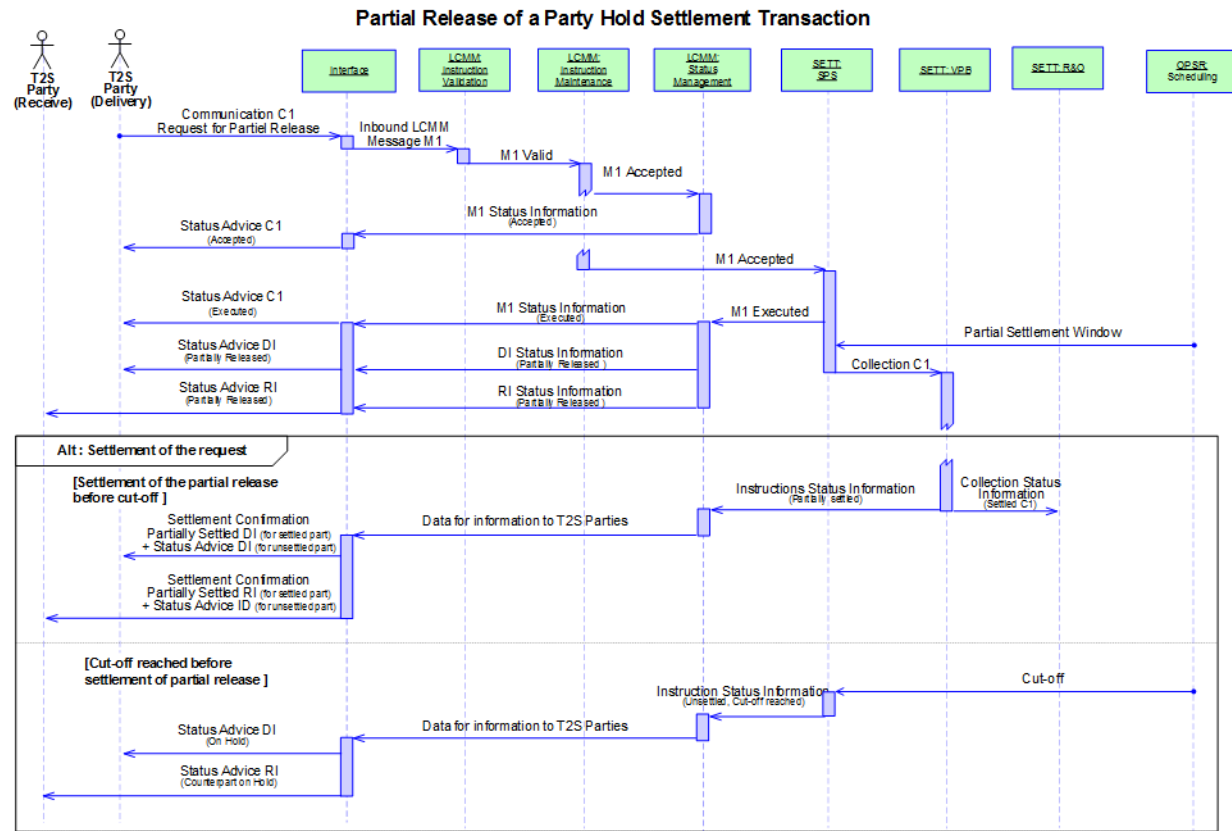 Partial Release of a Party Hold Settlement Transaction
T2S
Party
(Receive)
T2S
Party
(Delivery)
Interface
LCMM:
Instruction
Validation
LCMM:
Instruction
Maintenance
LCMM:
Status
Management
SETT:
SPS
SETT: VPB
SETT: R&O
OPSR:
Scheduling
Communication C1
Request for Partiel Release
Inbound LCMM
Message M1
M1 Valid
M1 Accepted
M1 Status Information
(Accepted)
Status Advice C1
(Accepted)
M1 Accepted
Status Advice C1
(Executed)
M1 Status Information
(Executed)
M1 Executed
Partial Settlement Window
Status Advice DI
(Partially Released)
DI Status Information
(Partially Released )
Collection C1
Status Advice RI
(Partially Released)
RI Status Information
(Partially Released )
Alt : Settlement of the request
[Settlement of the partial release
before cut-off ]
Instructions Status Information
(Partially, settled)
Collection Status
Information
(Settled C1)
Settlement Confirmation
Partially Settled DI (for settled part)
+ Status Advice DI (for unsettled part)
Data for information to T2S Parties
Settlement Confirmation
Partially Settled RI (for settled part)
+ Status Advice ID (for unsettled part)
[Cut-off reached before
settlement of partial release ]
Cut-off
Instruction Status Information
(Unsettled, Cut-off reached)
Data for information to T2S Parties
Status Advice DI
(On Hold)
Status Advice RI
(Counterpart on Hold)